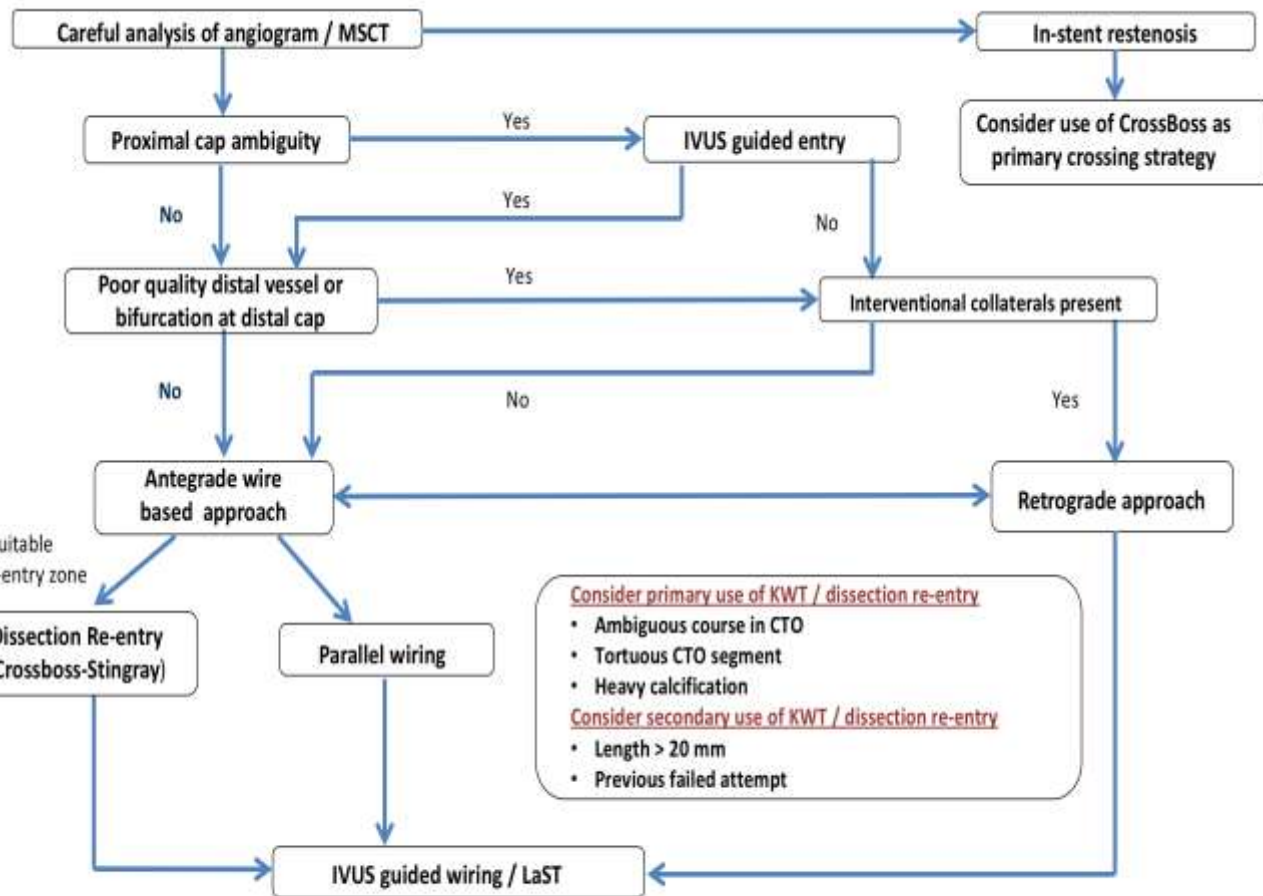 Careful analysis of angiogram / MSCT
In-stent restenosis
Proximal cap ambiguity
Yes
IVUS guided entry
Consider use of CrossBoss as
primary crossing strategy
No
Yes
No
Poor quality distal vessel or
bifurcation at distal cap
Yes
Interventional collaterals present
No
No
Yes
Antegrade wire
based approach
Retrograde approach
uitable
-entry zone
Dissection Re-entry
Crossboss-Stingray)
Parallel wiring
Consider primary use of KWT / dissection re-entry
• Ambiguous course in CTO
• Tortuous CTO segment
• Heavy calcification
Consider secondary use of KWT / dissection re-entry
• Length > 20 mm
• Previous failed attempt
IVUS guided wiring / LaST